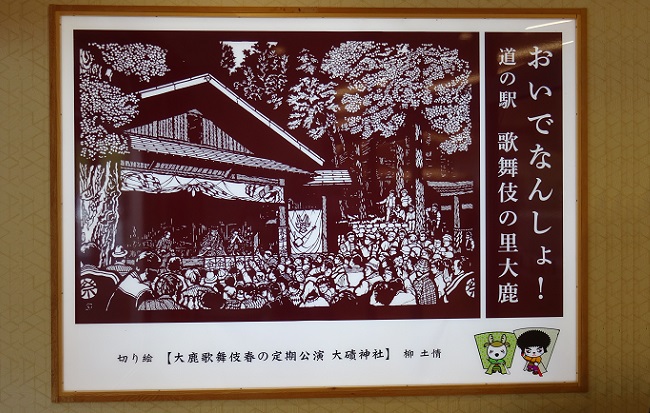 おいでなんしょ!
道の駅 歌舞伎の里大鹿
切り絵 【大鹿歌舞伎春の定期公演 大磧神社】 柳 土情